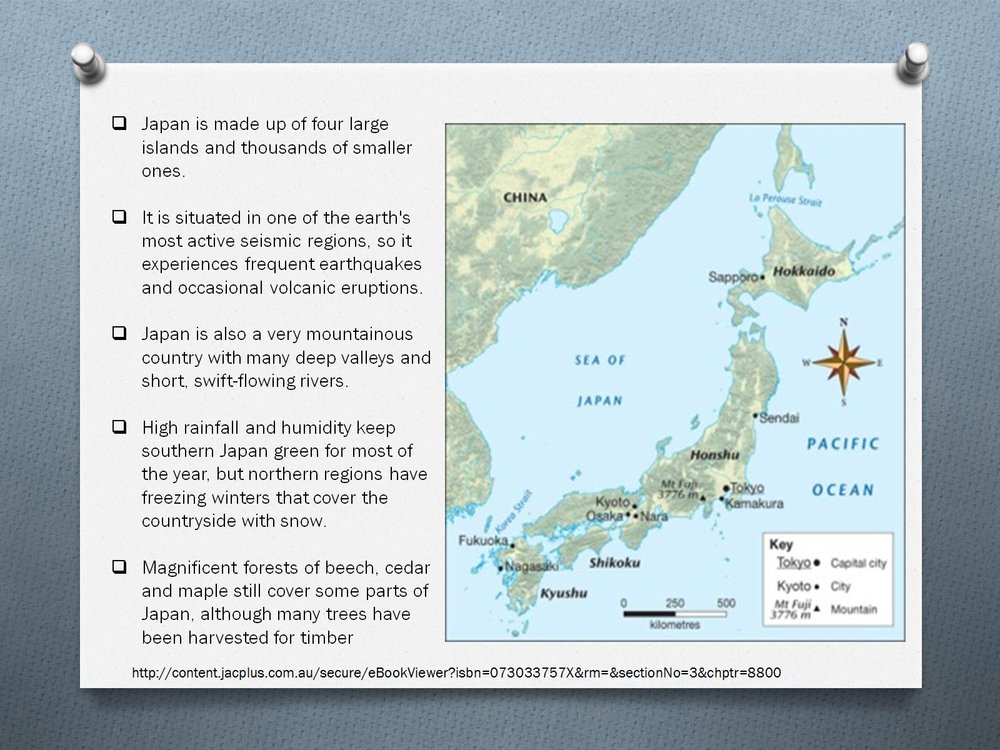 Japan is made up of four large
islands and thousands of smaller
ones.
It is situated in one of the earth's
most active seismic regions, so it
experiences frequent earthquakes
and occasional volcanic eruptions.
Japan is also a very mountainous
country with many deep valleys and
short, swift-flowing rivers.
High rainfall and humidity keep
southern Japan green for most of
the year, but northern regions have
freezing winters that cover the
countryside with snow.
Magnificent forests of beech, cedar
and maple still cover some parts of
Japan, although many trees have
been harvested for timber
CHINA
La Perouse Strait
Sapporo
Hokkaido
N
W
E
S
SEA OF
JAPAN
Sendai
PACIFIC
OCEAN
Honshu
Mt Fuji
3776 m
Tokyo
Kamakura
Kyoto
Osaka
Nara
Korea Strait
Fukuoka
Nagasaki
Shikoku
Kyushu
0 250 500
kilometres
Key
Tokyo Capital city
Kyoto City
Mt Fuji
3776 m Mountain
http://content.jacplus.com.au/secure/eBookViewer?isbn=073033757X&rm=&sectionNo=3&chptr=8800